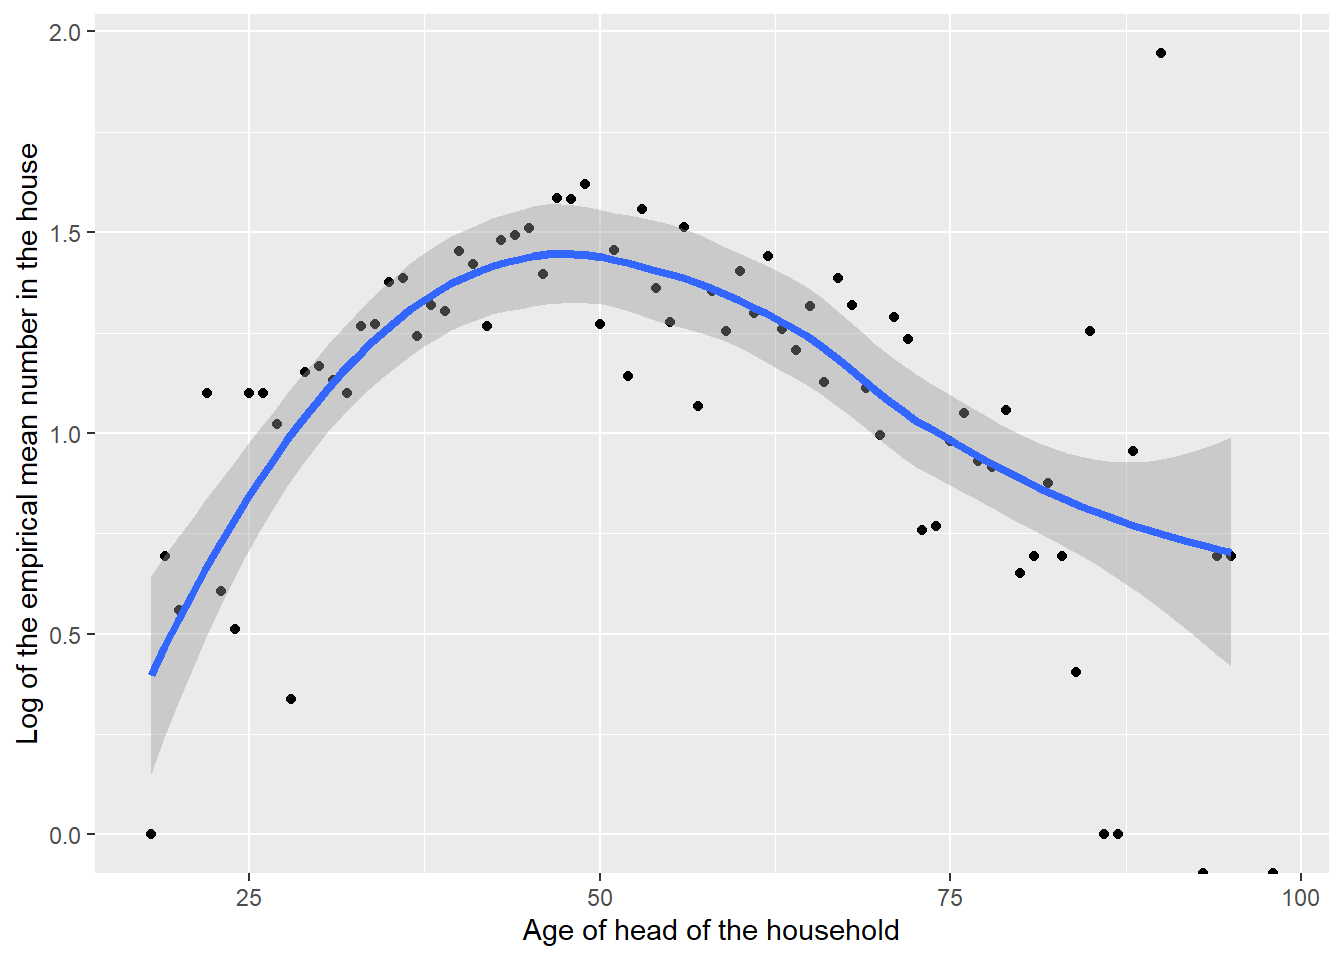 2.0
1.5
1.0
0.5
0.0
25 50 75 100
Age of head of the household
Log of the empirical mean number in the house